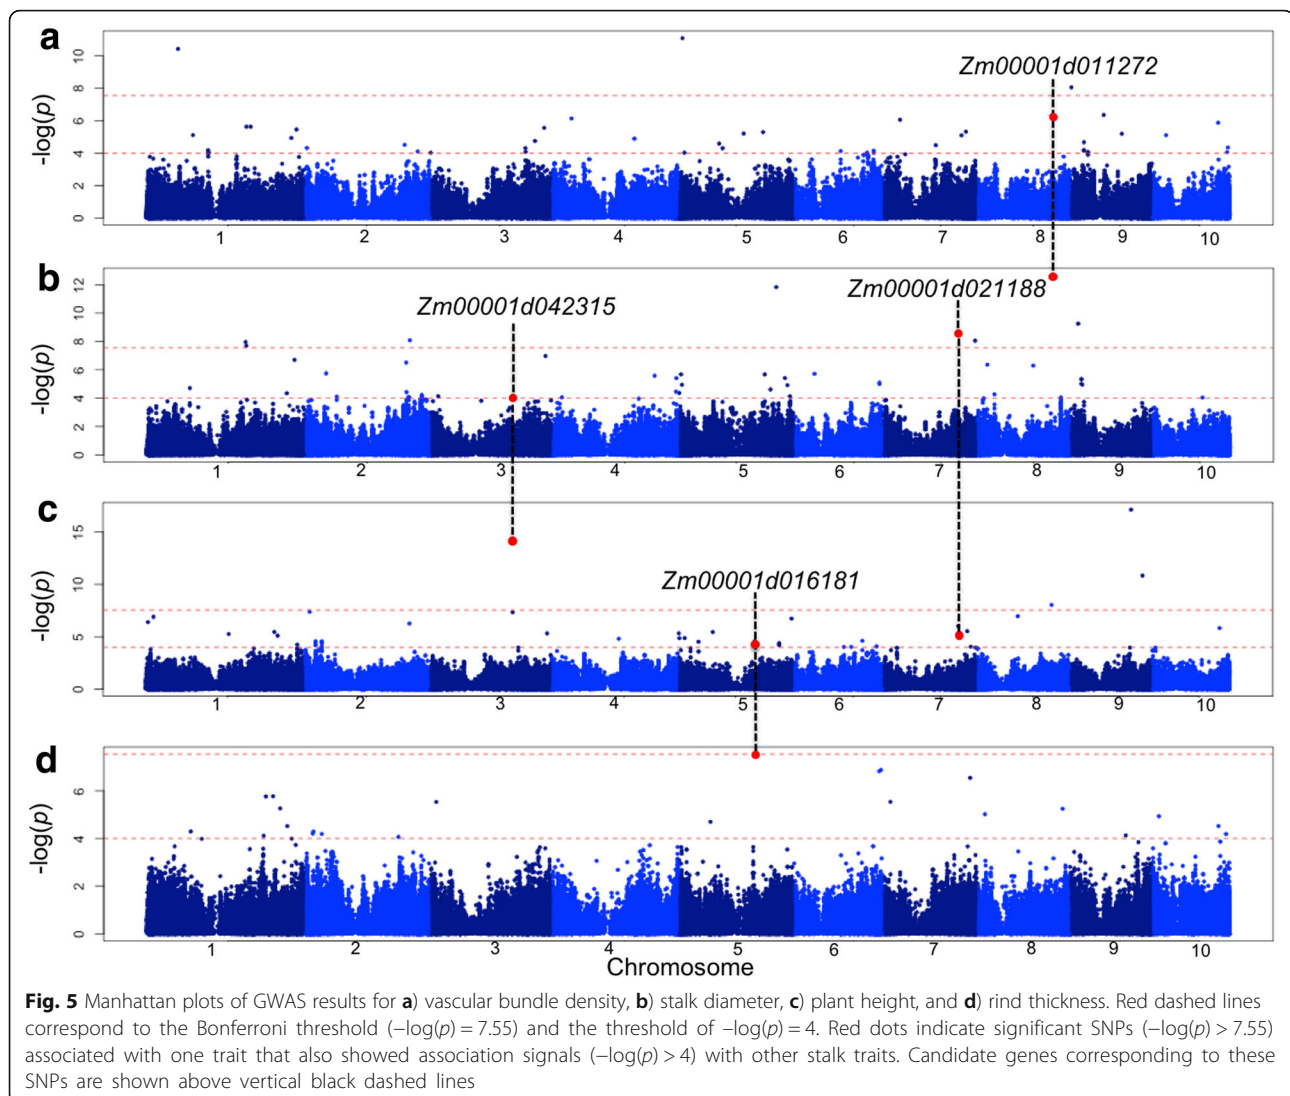 a
-log(p)
10
8
6
4
2
0
Zm00001d011272
1 2 3 4 5 6 7 8 9 10
b
-log(p)
12
10
8
6
4
2
0
Zm00001d042315
Zm00001d021188
1 2 3 4 5 6 7 8 9 10
c
-log(p)
15
10
5
0
Zm00001d016181
1 2 3 4 5 6 7 8 9 10
d
-log(p)
6
4
2
0
1 2 3 4 5 6 7 8 9 10
Chromosome
Fig. 5 Manhattan plots of GWAS results for a) vascular bundle density, b) stalk diameter, c) plant height, and d) rind thickness. Red dashed lines
correspond to the Bonferroni threshold (−log(p) = 7.55) and the threshold of –log(p) = 4. Red dots indicate significant SNPs (−log(p) > 7.55)
associated with one trait that also showed association signals (−log(p) > 4) with other stalk traits. Candidate genes corresponding to these
SNPs are shown above vertical black dashed lines